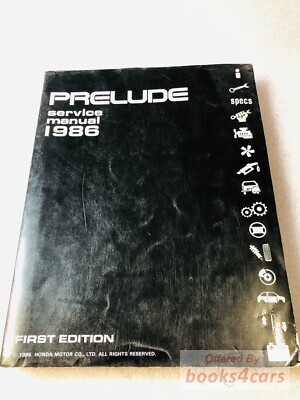 PRELUDE
service
manual
1986
i
specs
FIRST EDITION
1986. HONDA MOTOR CO., LTD. ALL RIGHTS RESERVED.
Offered By
books4cars